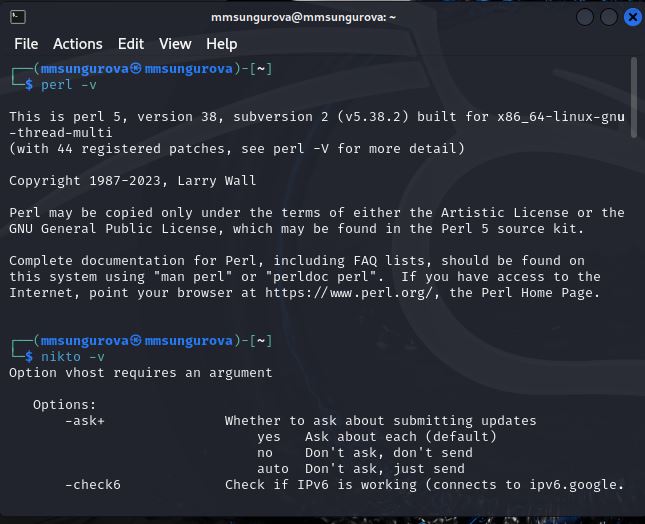 mmsungurova@mmsungurova: ~
File Actions Edit View Help
┌──(mmsungurova㉿mmsungurova)-[~]
└─$ perl -v
This is perl 5, version 38, subversion 2 (v5.38.2) built for x86_64-linux-gnu
-thread-multi
(with 44 registered patches, see perl -V for more detail)
Copyright 1987-2023, Larry Wall
Perl may be copied only under the terms of either the Artistic License or the
GNU General Public License, which may be found in the Perl 5 source kit.
Complete documentation for Perl, including FAQ lists, should be found on
this system using "man perl" or "perldoc perl".  If you have access to the
Internet, point your browser at https://www.perl.org/, the Perl Home Page.
┌──(mmsungurova㉿mmsungurova)-[~]
└─$ nikto -v
Option vhost requires an argument
   Options:
       -ask+               Whether to ask about submitting updates
                               yes   Ask about each (default)
                               no    Don't ask, don't send
                               auto  Don't ask, just send
       -check6             Check if IPv6 is working (connects to ipv6.google.